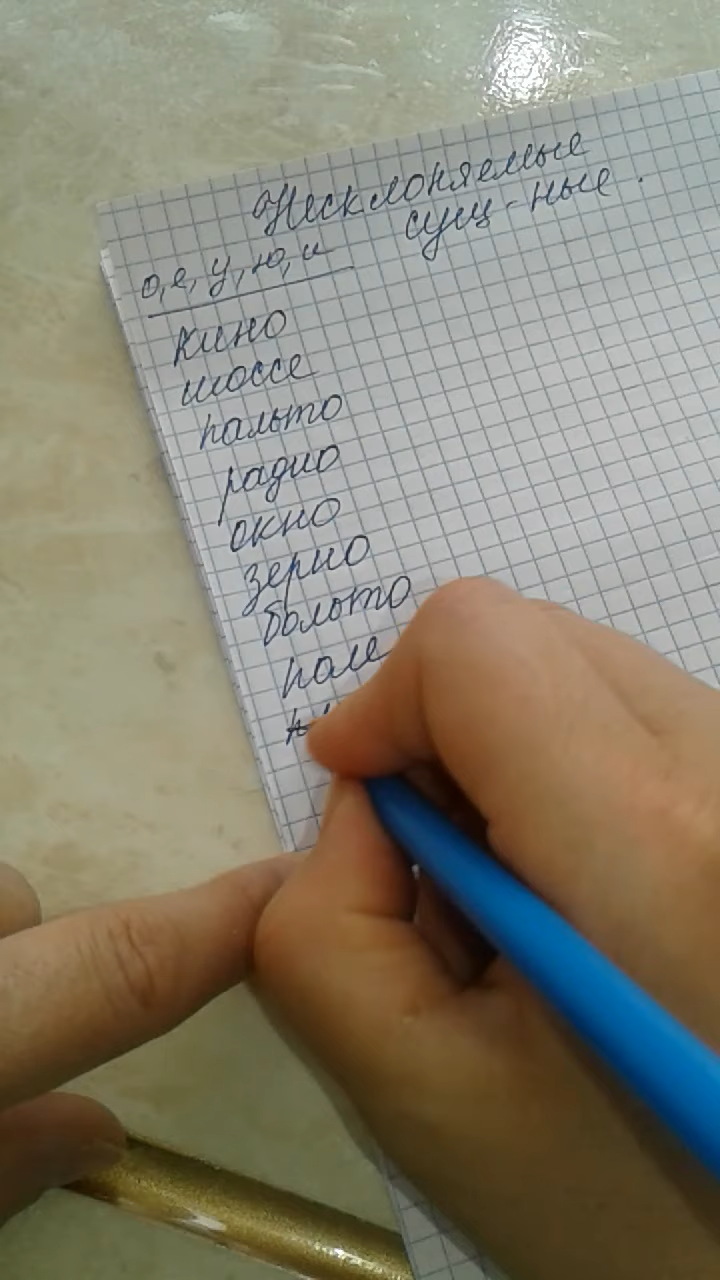 Несклоняемые
сущ-ные.
о, е, у, ю, и
кино
шоссе
пальто
радио
окно
зерно
болото
поле